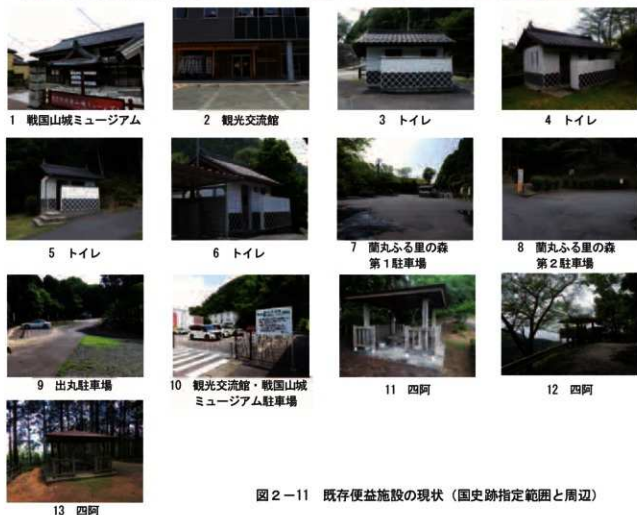 1 戦国山城ミュージアム
2 観光交流館
3 トイレ
4 トイレ
5 トイレ
6 トイレ
7 蘭丸ふる里の森
第1駐車場
8 蘭丸ふる里の森
第2駐車場
9 出丸駐車場
10 観光交流館・戦国山城
ミュージアム駐車場
11 四阿
12 四阿
13 四阿
図2-11 既存便益施設の現状(国史跡指定範囲と周辺)